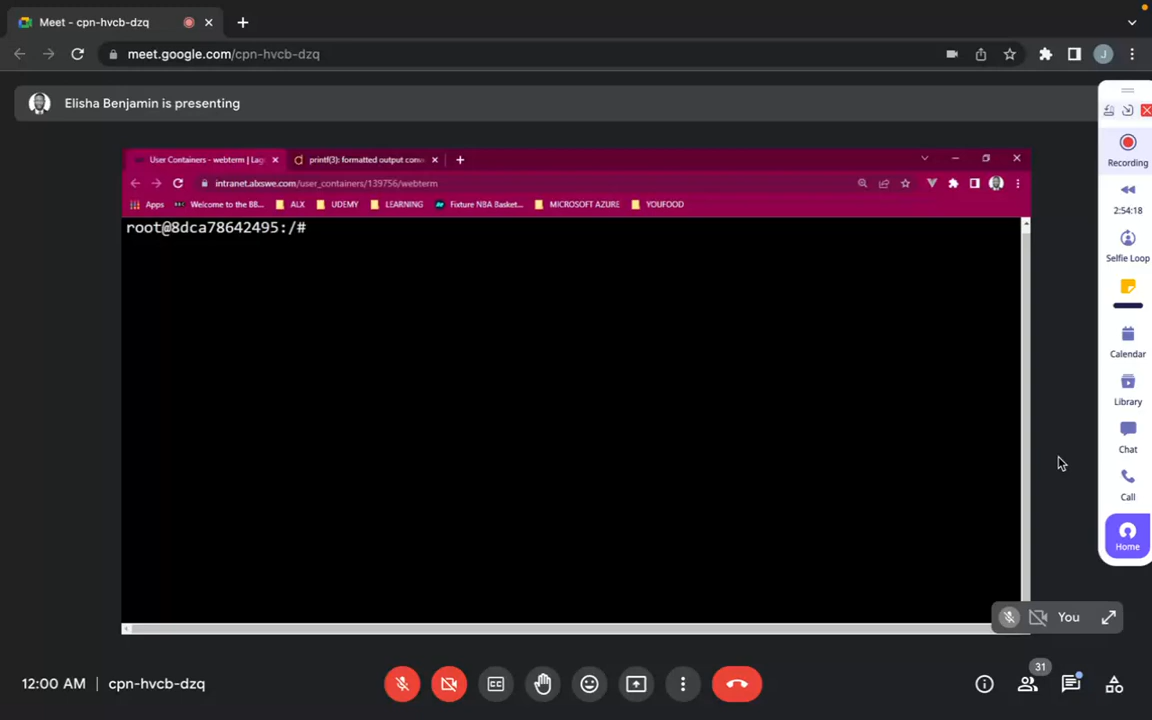 Meet - cpn-hvcb-dzq
meet.google.com/cpn-hvcb-dzq
J
Elisha Benjamin is presenting
User Containers - webterm | Lag
printf(3): formatted output conv
intranet.alxswe.com/user_containers/139756/webterm
Apps
Welcome to the BB...
ALX
UDEMY
LEARNING
Fixture NBA Basket...
MICROSOFT AZURE
YOUFOOD
root@8dca78642495:/#
Recording
2:54:18
Selfie Loop
Calendar
Library
Chat
Call
Home
You
12:00 AM | cpn-hvcb-dzq
31